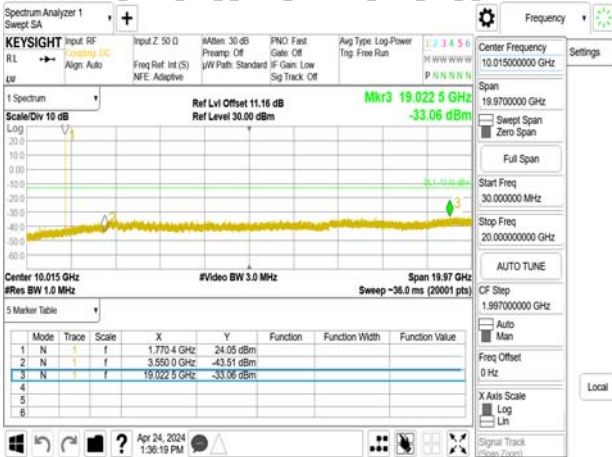 Spectrum Analyzer 1
Swept SA
Frequency
KEYSIGHT
RL
Input: RF
Coupling: DC
Align: Auto
Input Z: 50 Ω
Freq Ref: Int (S)
NFE: Adaptive
#Atten: 30 dB
Preamp: Off
µW Path: Standard
PNO: Fast
Gate: Off
IF Gain: Low
Sig Track: Off
Avg Type: Log-Power
Trig: Free Run
1 2 3 4 5 6
M W W W W W
P N N N N N
1 Spectrum
Scale/Div 10 dB
Ref Lvl Offset 11.16 dB
Ref Level 30.00 dBm
Mkr3 19.022 5 GHz
-33.06 dBm
Log
20.0
10.0
0.00
-10.0
-20.0
-30.0
-40.0
-50.0
-60.0
1
2
3
Center 10.015 GHz
#Res BW 1.0 MHz
#Video BW 3.0 MHz
Span 19.97 GHz
Sweep ~36.0 ms (20001 pts)
5 Marker Table
Mode Trace Scale X Y Function Function Width Function Value
1 N 1 f 1.770 4 GHz 24.05 dBm
2 N 1 f 3.550 0 GHz -43.51 dBm
3 N 1 f 19.022 5 GHz -33.06 dBm
4
5
6
Apr 24, 2024
1:36:19 PM
Center Frequency
10.015000000 GHz
Span
19.9700000 GHz
Swept Span
Zero Span
Full Span
Start Freq
30.000000 MHz
Stop Freq
20.000000000 GHz
AUTO TUNE
CF Step
1.997000000 GHz
Auto
Man
Freq Offset
0 Hz
X Axis Scale
Log
Lin
Signal Track
(Span Zoom)
Settings
Local